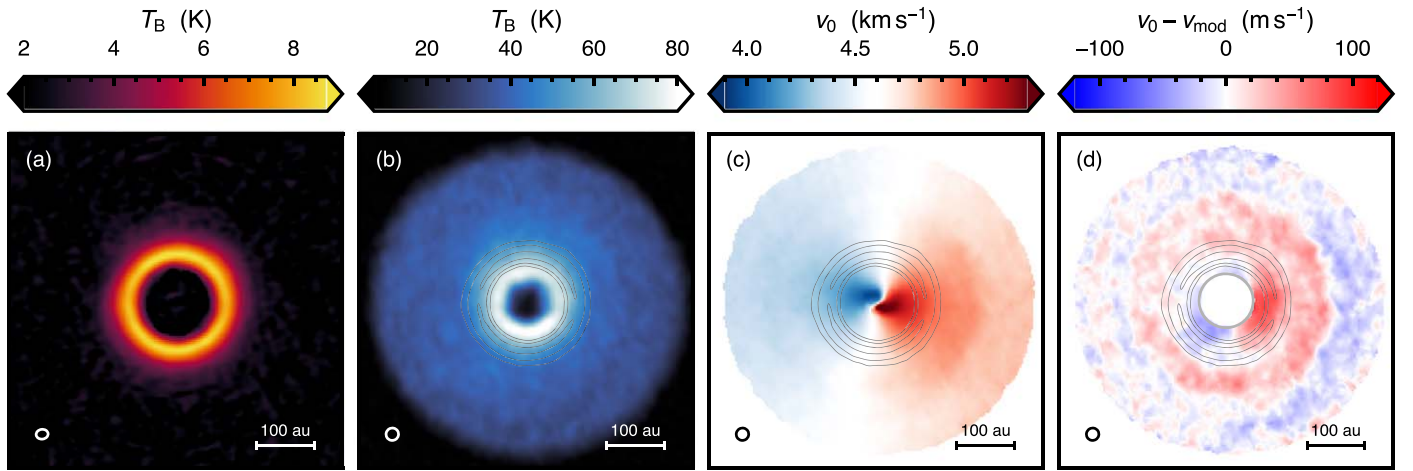 T_B (K) T_B (K) v_0 (km s⁻¹) v_0 − v_mod (m s⁻¹)
2 4 6 8 20 40 60 80 4.0 4.5 5.0 −100 0 100
(a) (b) (c) (d)
100 au 100 au 100 au 100 au